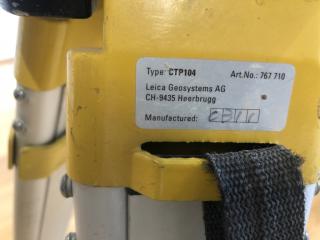 Type: CTP104 Art.No.: 767 710
Leica Geosystems AG
CH-9435 Heerbrugg
Manufactured: